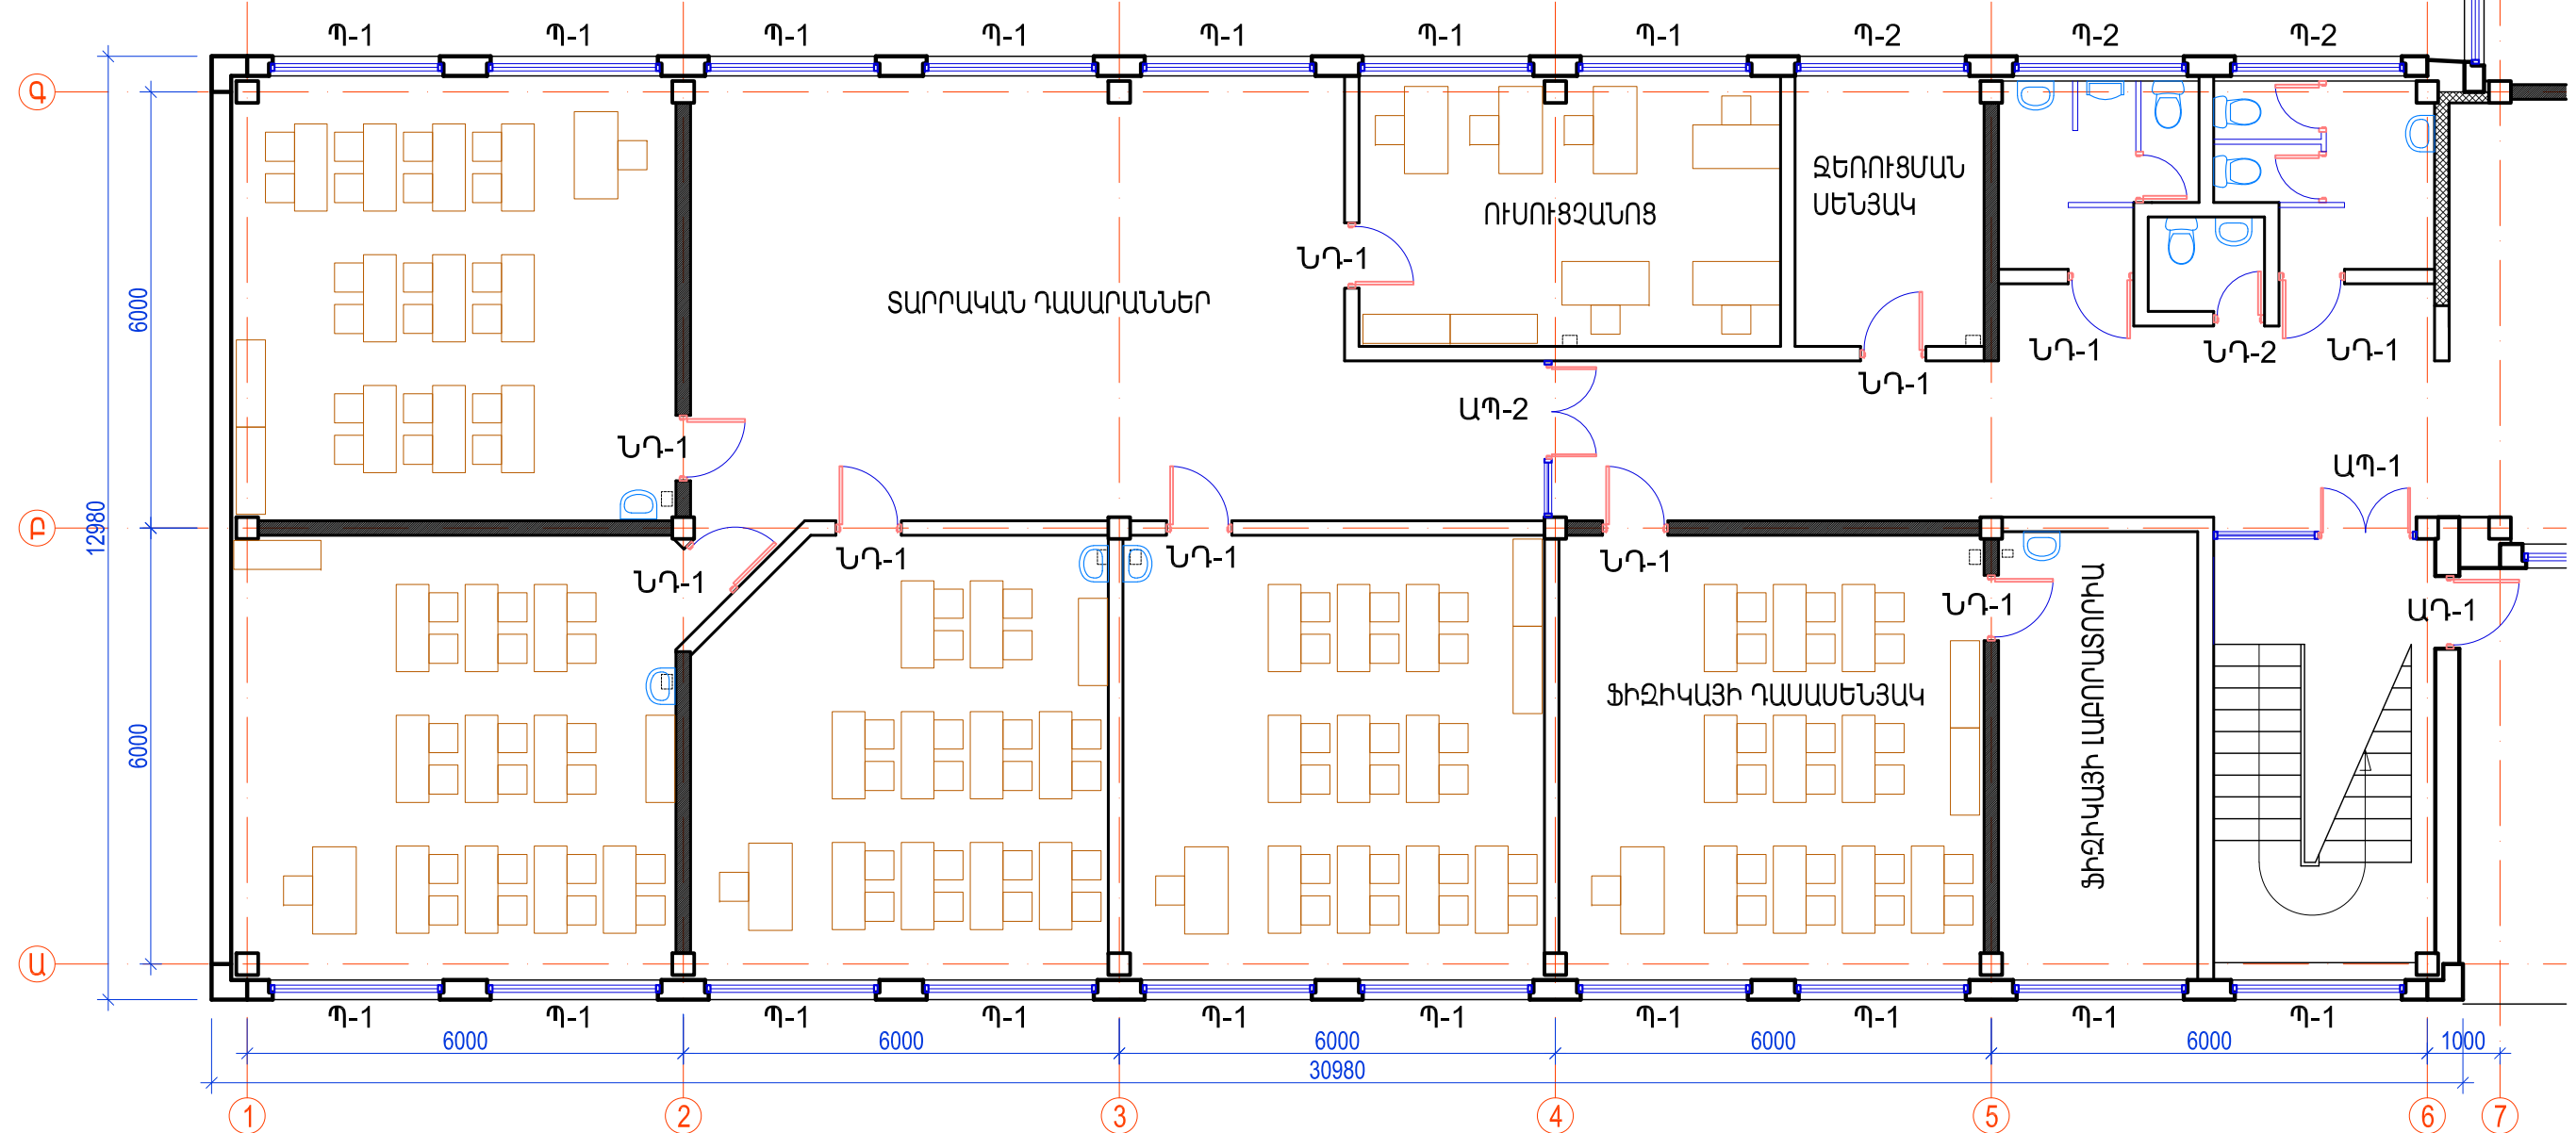 Պ-1 Պ-1 Պ-1 Պ-1 Պ-1 Պ-1 Պ-1 Պ-2 Պ-2 Պ-2
Գ
ՋԵՌՈՒՑՄԱՆ
ՍԵՆՅԱԿ
ՈՒՍՈՒՑՉԱՆՈՑ
ՆԴ-1
ՏԱՐՐԱԿԱՆ ԴԱՍԱՐԱՆՆԵՐ
6000
ՆԴ-1 ՆԴ-2 ՆԴ-1
ՆԴ-1
ԱՊ-2
ՆԴ-1
ԱՊ-1
Բ
12980
ՆԴ-1 ՆԴ-1 ՆԴ-1 ՆԴ-1
ՆԴ-1
ԱԴ-1
ՖԻԶԻԿԱՅԻ ԴԱՍԱՍԵՆՅԱԿ
ՖԻԶԻԿԱՅԻ ԼԱԲՈՐԱՏՈՐԻԱ
6000
Ա
Պ-1 Պ-1 Պ-1 Պ-1 Պ-1 Պ-1 Պ-1 Պ-1 Պ-1 Պ-1
6000 6000 6000 6000 6000 1000
30980
1 2 3 4 5 6 7